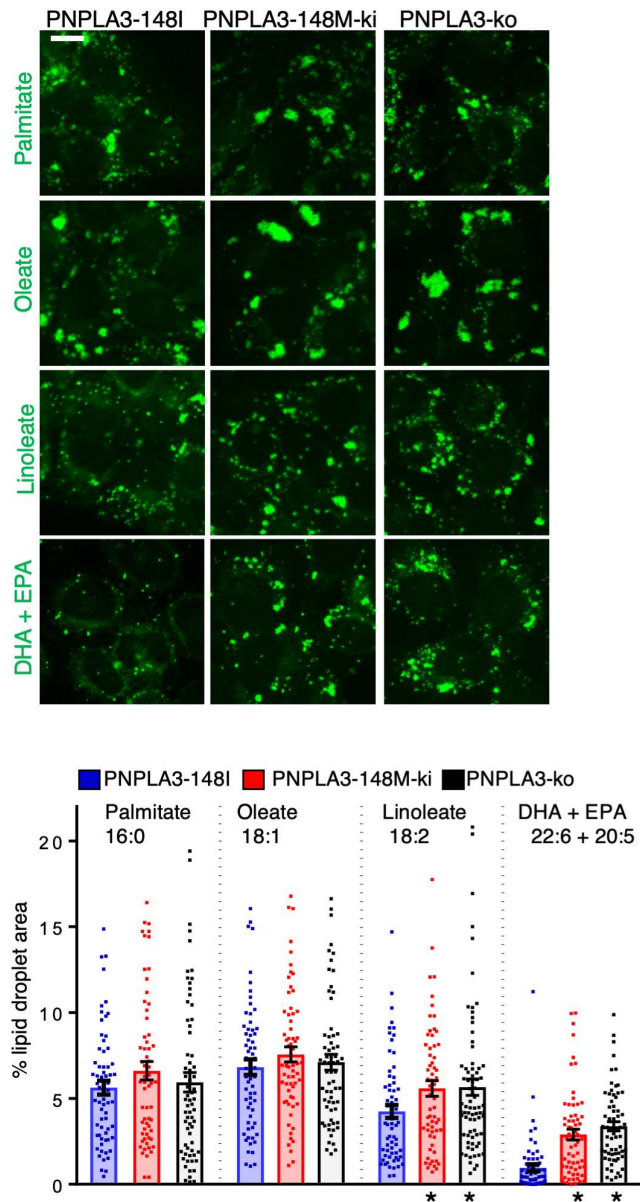 PNPLA3-148I PNPLA3-148M-ki PNPLA3-ko
Palmitate
Oleate
Linoleate
DHA + EPA
PNPLA3-148I PNPLA3-148M-ki PNPLA3-ko
Palmitate Oleate Linoleate DHA + EPA
16:0 18:1 18:2 22:6 + 20:5
% lipid droplet area
20
15
10
5
0
* * * *